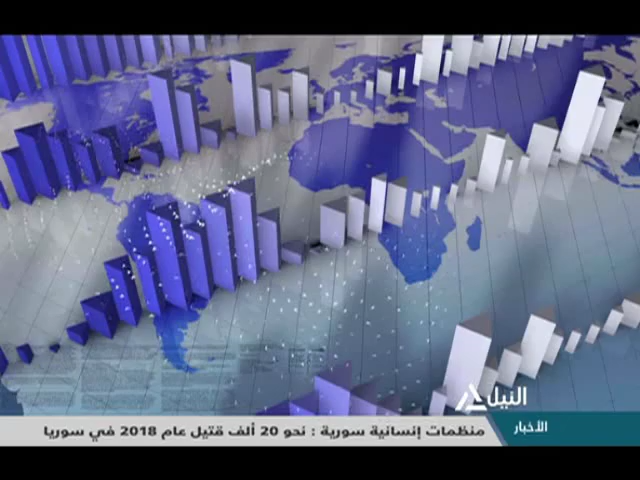 النيل
الأخبار
منظمات إنسانية سورية : نحو 20 ألف قتيل عام 2018 في سوريا